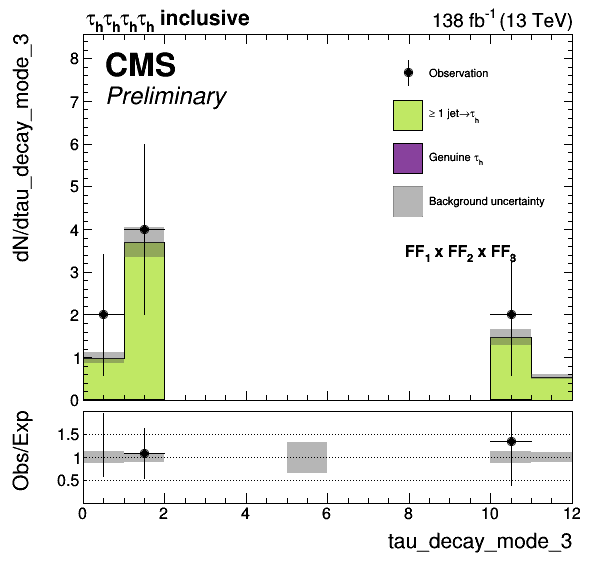 τhτhτhτh inclusive 138 fb⁻¹ (13 TeV)
CMS
Preliminary
Observation
≥ 1 jet→τh
Genuine τh
Background uncertainty
FF1 x FF2 x FF3
dN/dtau_decay_mode_3
8
7
6
5
4
3
2
1
0
Obs/Exp
1.5
1
0.5
0 2 4 6 8 10 12
tau_decay_mode_3